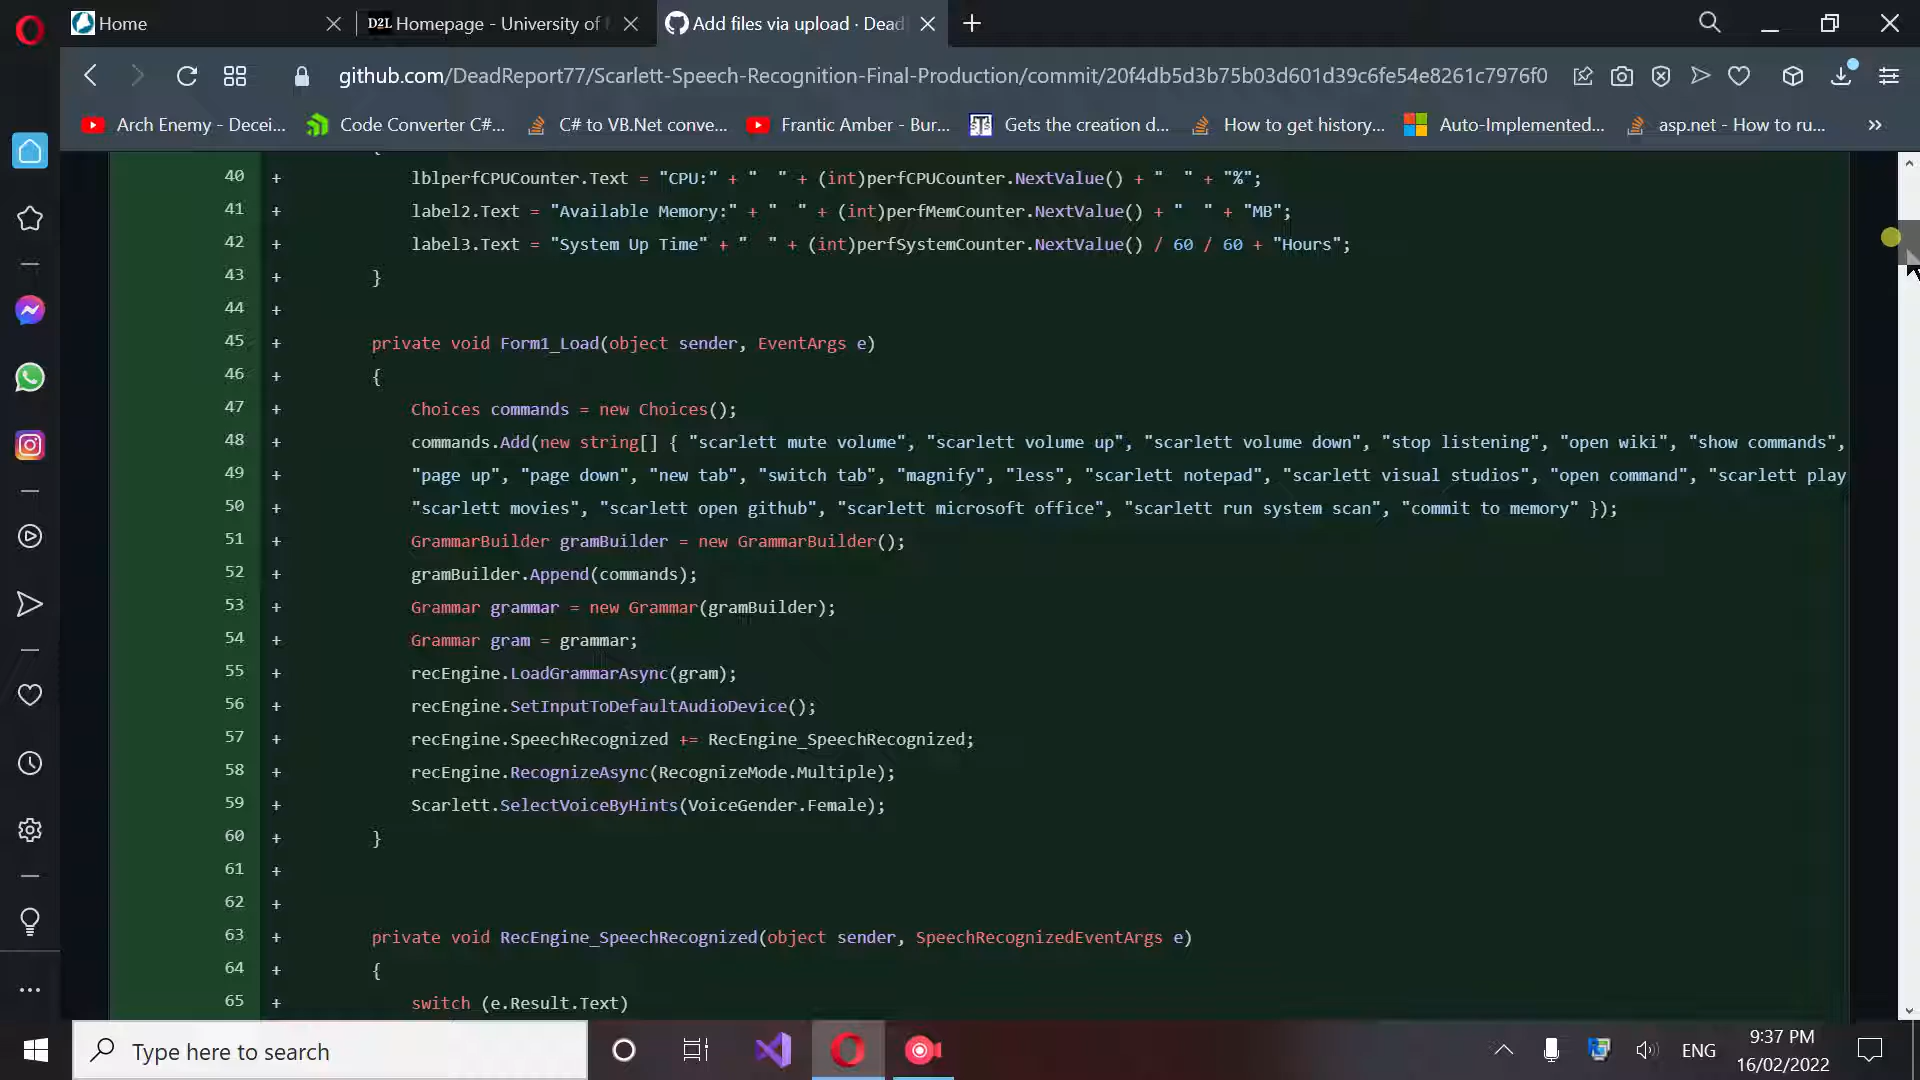 Home
D2L Homepage - University of
Add files via upload · Dead
github.com/DeadReport77/Scarlett-Speech-Recognition-Final-Production/commit/20f4db5d3b75b03d601d39c6fe54e8261c7976f0
Arch Enemy - Decei... Code Converter C#... C# to VB.Net conve... Frantic Amber - Bur... Gets the creation d... How to get history... Auto-Implemented... asp.net - How to ru... »
40 + lblperfCPUCounter.Text = "CPU:" + "  " + (int)perfCPUCounter.NextValue() + "  " + "%";
41 + label2.Text = "Available Memory:" + "  " + (int)perfMemCounter.NextValue() + "  " + "MB";
42 + label3.Text = "System Up Time" + "  " + (int)perfSystemCounter.NextValue() / 60 / 60 + "Hours";
43 + }
44 +
45 + private void Form1_Load(object sender, EventArgs e)
46 + {
47 + Choices commands = new Choices();
48 + commands.Add(new string[] { "scarlett mute volume", "scarlett volume up", "scarlett volume down", "stop listening", "open wiki", "show commands",
49 + "page up", "page down", "new tab", "switch tab", "magnify", "less", "scarlett notepad", "scarlett visual studios", "open command", "scarlett play
50 + "scarlett movies", "scarlett open github", "scarlett microsoft office", "scarlett run system scan", "commit to memory" });
51 + GrammarBuilder gramBuilder = new GrammarBuilder();
52 + gramBuilder.Append(commands);
53 + Grammar grammar = new Grammar(gramBuilder);
54 + Grammar gram = grammar;
55 + recEngine.LoadGrammarAsync(gram);
56 + recEngine.SetInputToDefaultAudioDevice();
57 + recEngine.SpeechRecognized += RecEngine_SpeechRecognized;
58 + recEngine.RecognizeAsync(RecognizeMode.Multiple);
59 + Scarlett.SelectVoiceByHints(VoiceGender.Female);
60 + }
61 +
62 +
63 + private void RecEngine_SpeechRecognized(object sender, SpeechRecognizedEventArgs e)
64 + {
65 + switch (e.Result.Text)
Type here to search
ENG
9:37 PM
16/02/2022